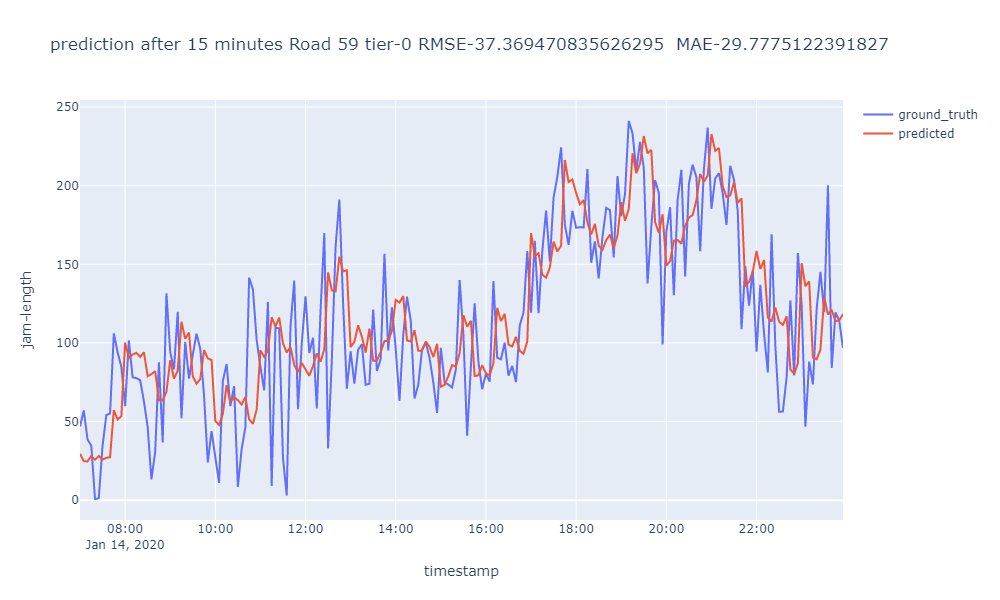 prediction after 15 minutes Road 59 tier-0 RMSE-37.369470835626295  MAE-29.7775122391827
ground_truth
predicted
250
200
150
100
50
0
jam-length
08:00 10:00 12:00 14:00 16:00 18:00 20:00 22:00
Jan 14, 2020
timestamp